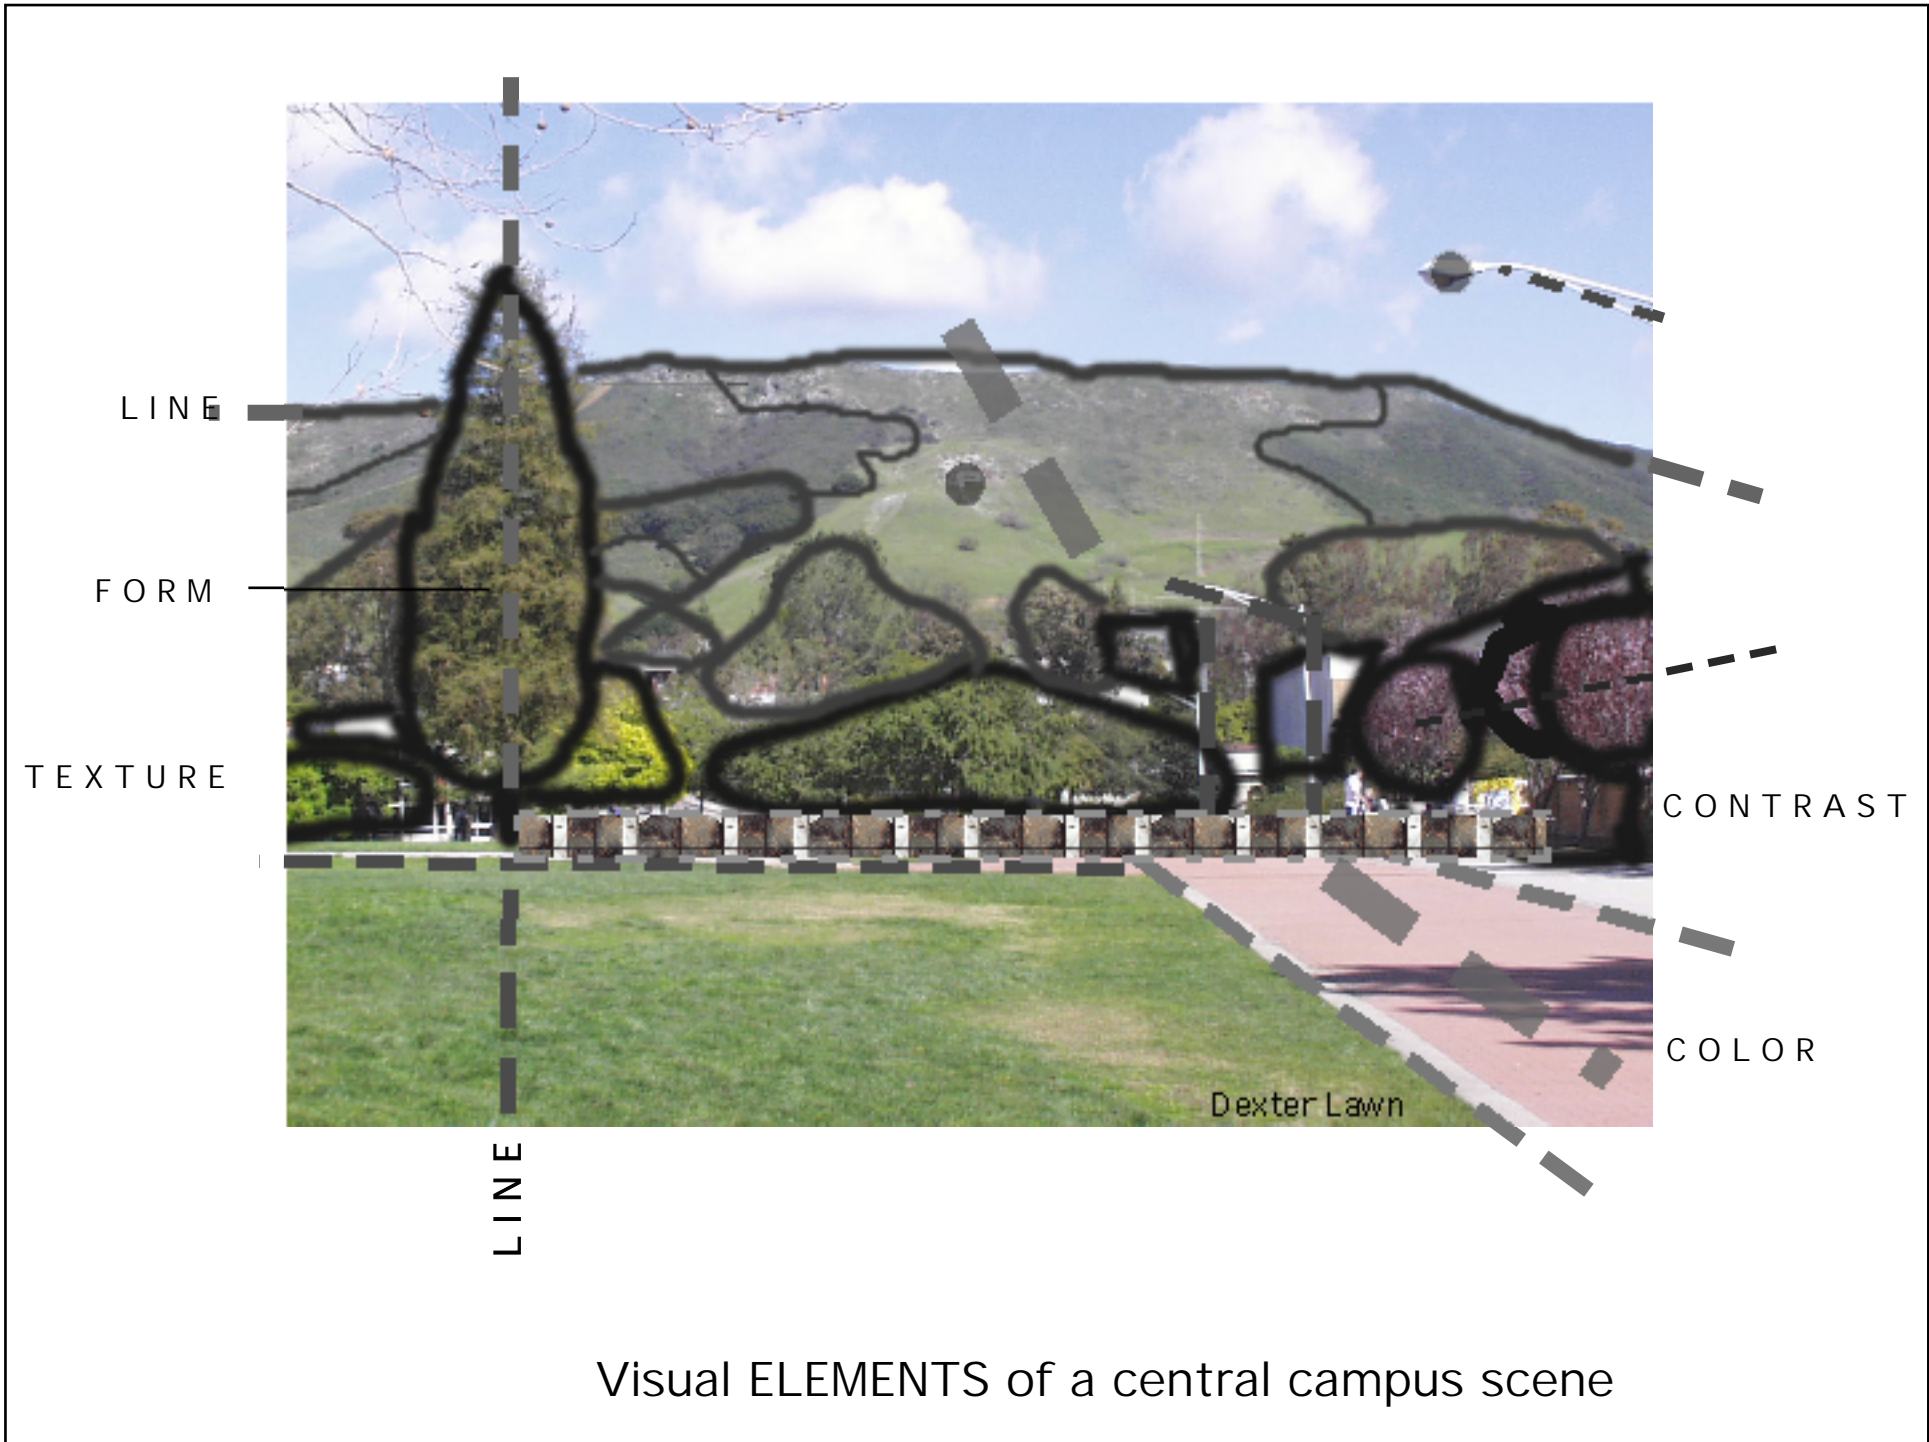 LINE
FORM
TEXTURE
CONTRAST
COLOR
Dexter Lawn
LINE
Visual ELEMENTS of a central campus scene